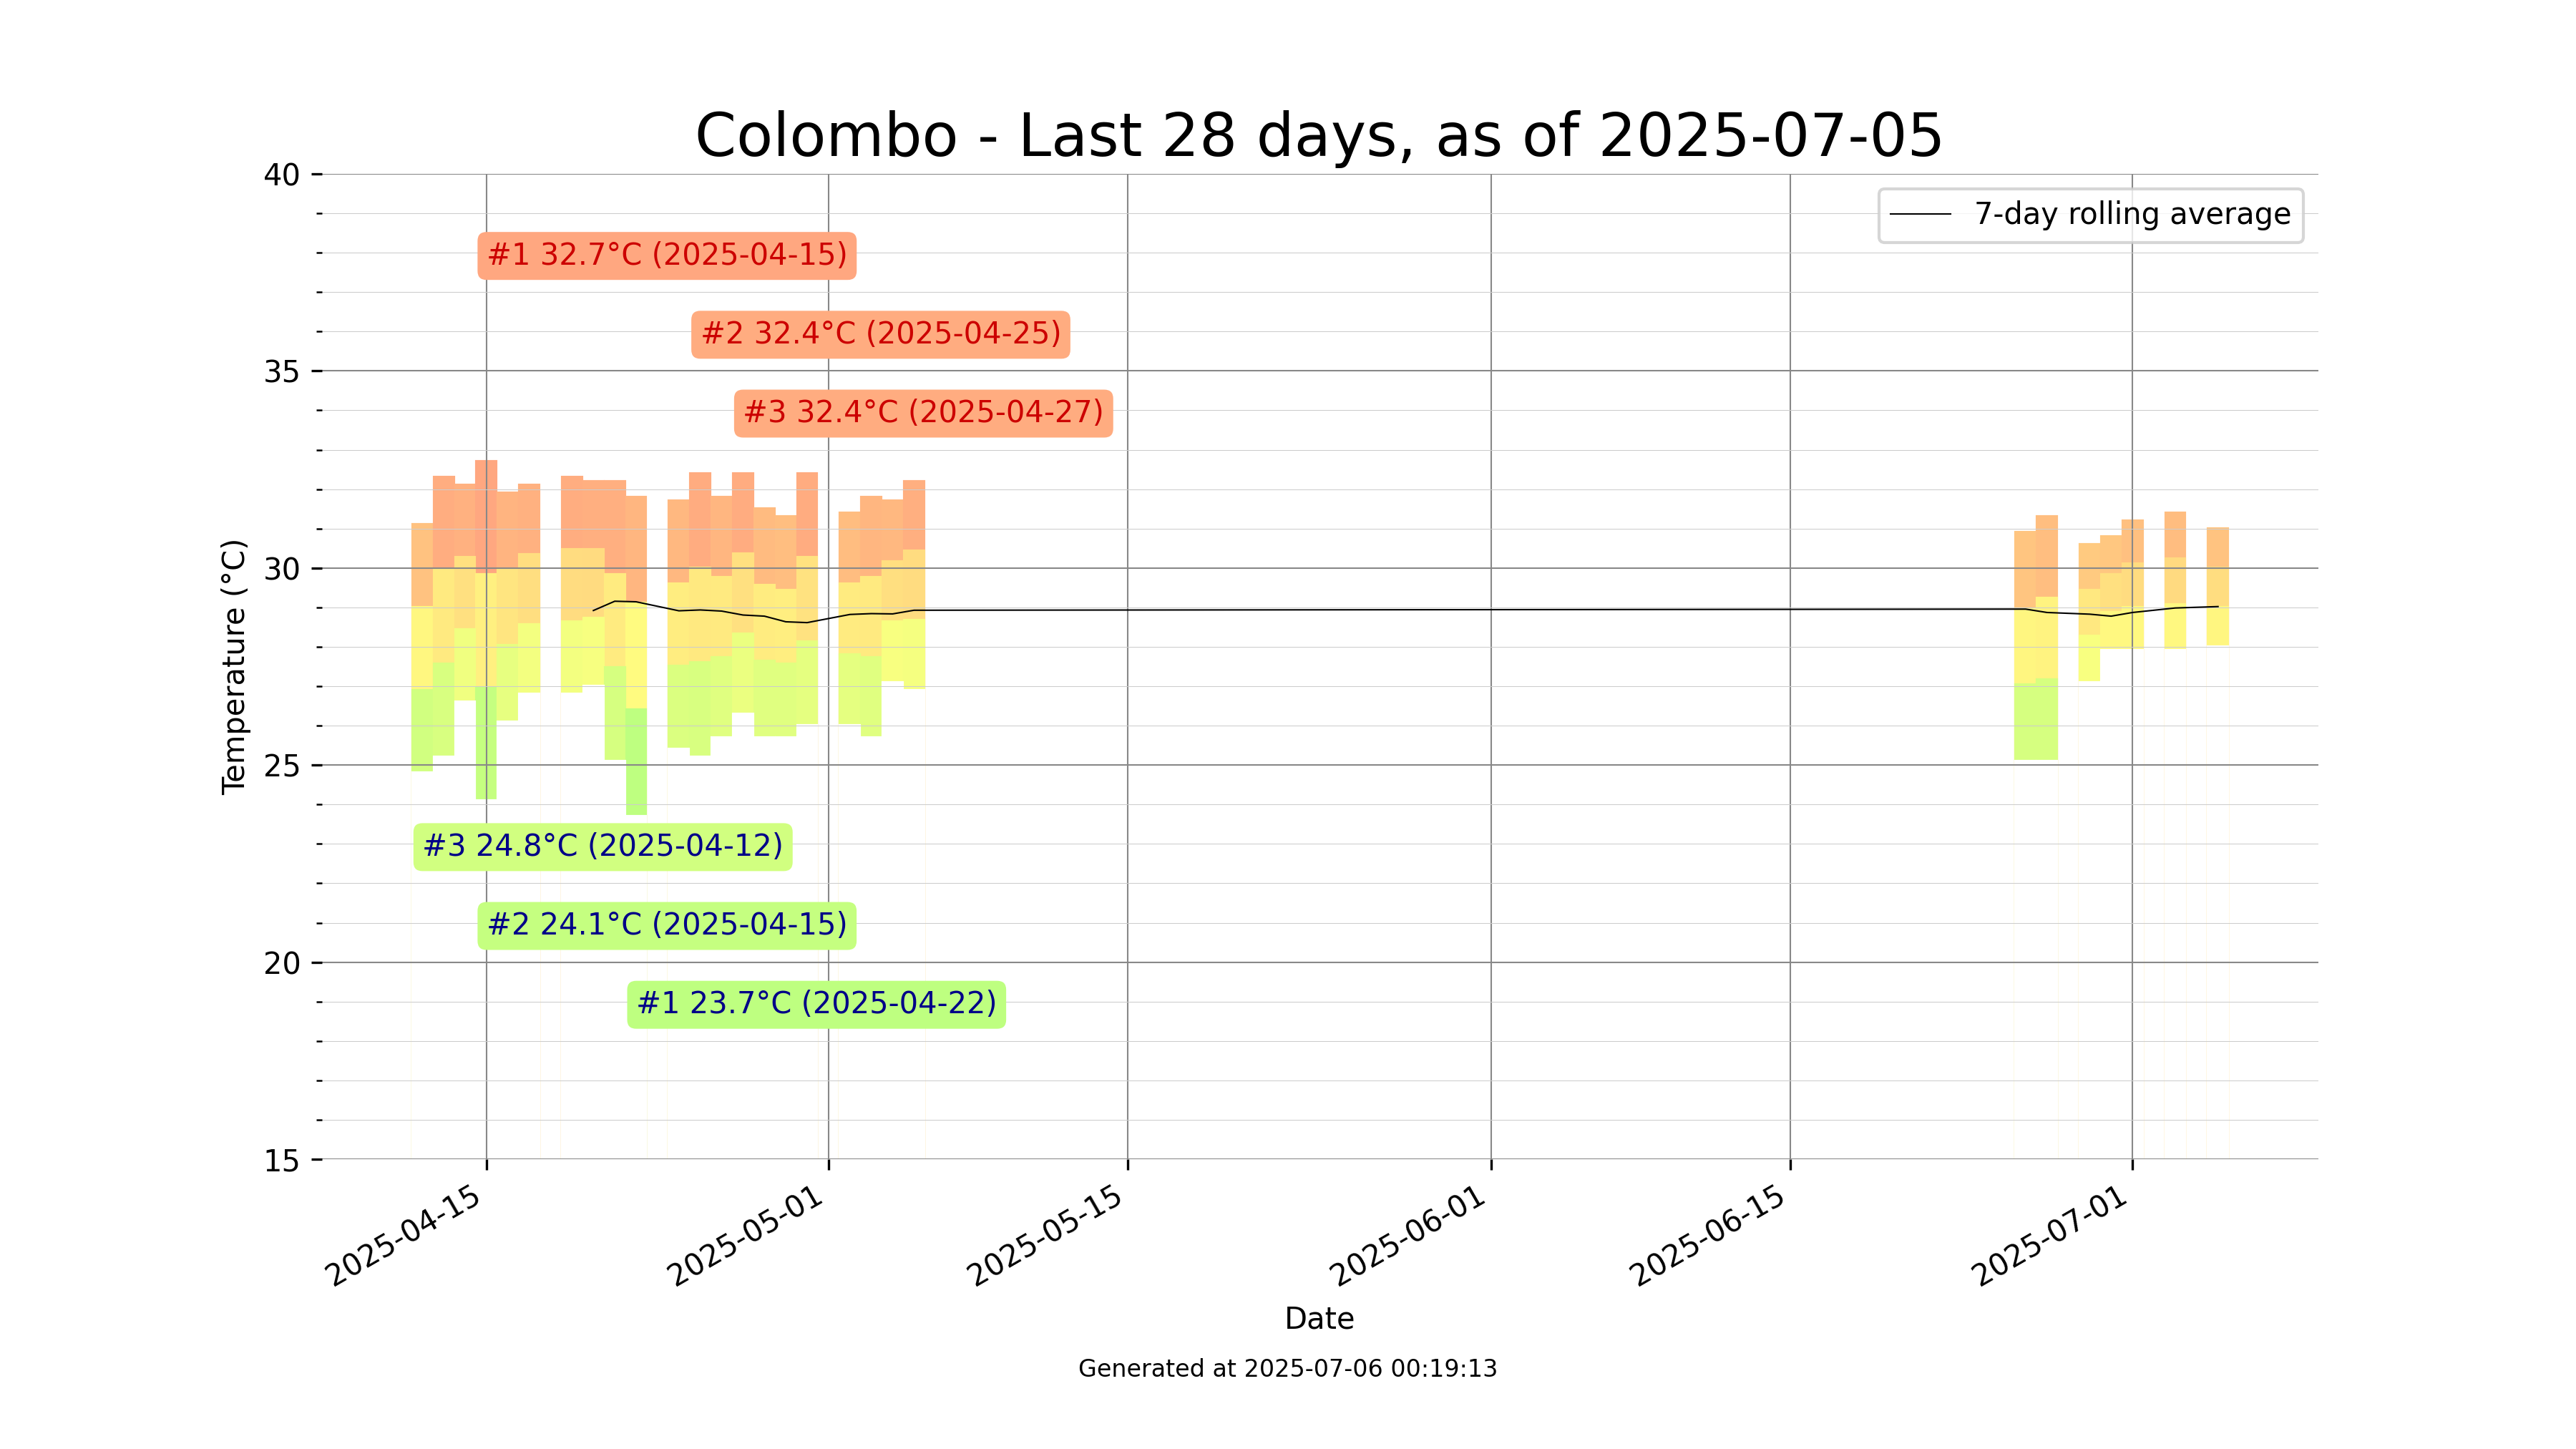 Colombo - Last 28 days, as of 2025-07-05
7-day rolling average
#1 32.7°C (2025-04-15)
#2 32.4°C (2025-04-25)
#3 32.4°C (2025-04-27)
#3 24.8°C (2025-04-12)
#2 24.1°C (2025-04-15)
#1 23.7°C (2025-04-22)
Temperature (°C)
40
35
30
25
20
15
2025-04-15
2025-05-01
2025-05-15
2025-06-01
2025-06-15
2025-07-01
Date
Generated at 2025-07-06 00:19:13